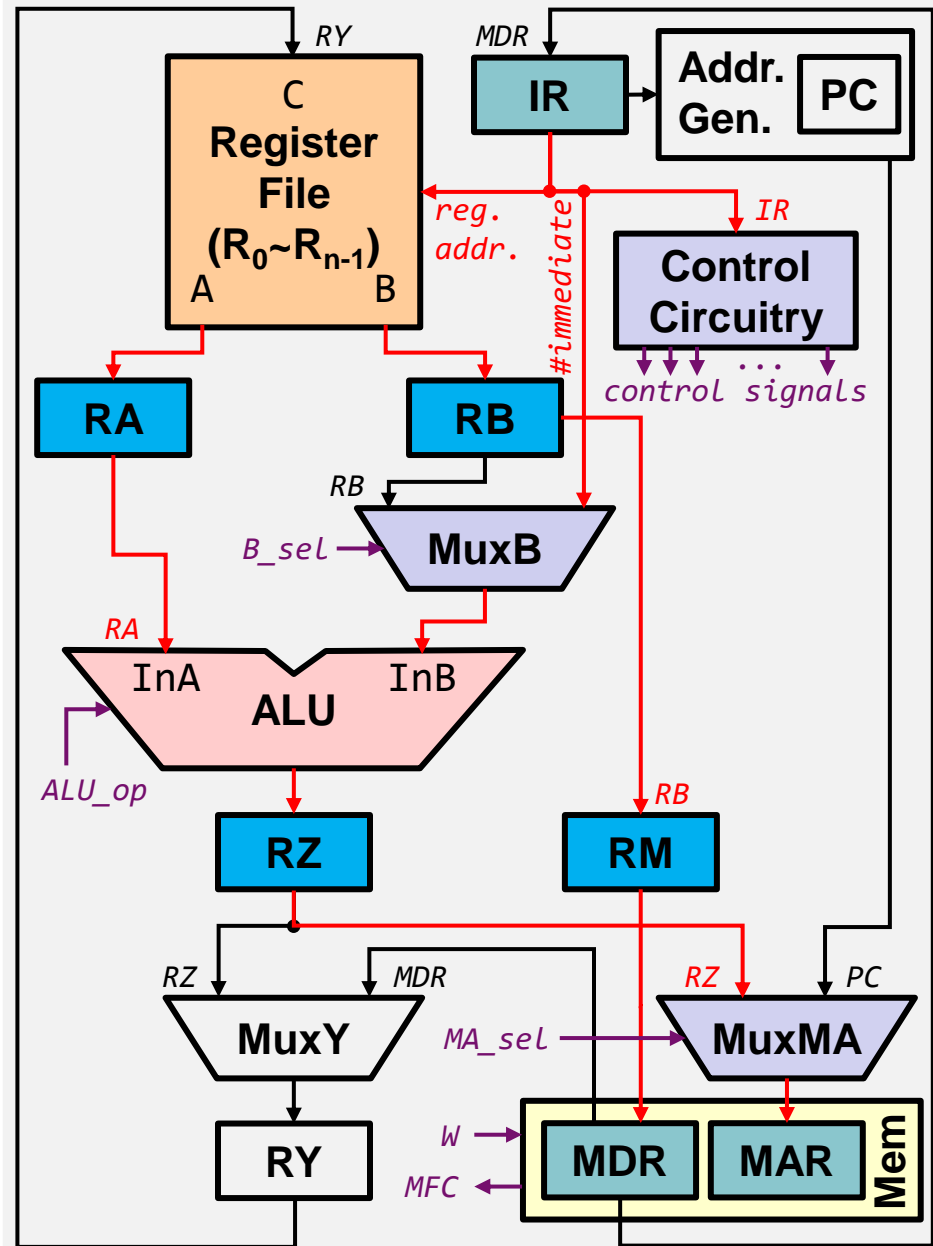 RY
MDR
C
Register
File
(R0~Rn-1)
A
B
IR
Addr.
Gen.
PC
reg.
addr.
#immediate
IR
Control
Circuitry
...
control signals
RA
RB
RB
B_sel
MuxB
RA
InA
InB
ALU
ALU_op
RB
RZ
RM
RZ
MDR
RZ
PC
MuxY
MA_sel
MuxMA
RY
W
MFC
MDR
MAR
Mem